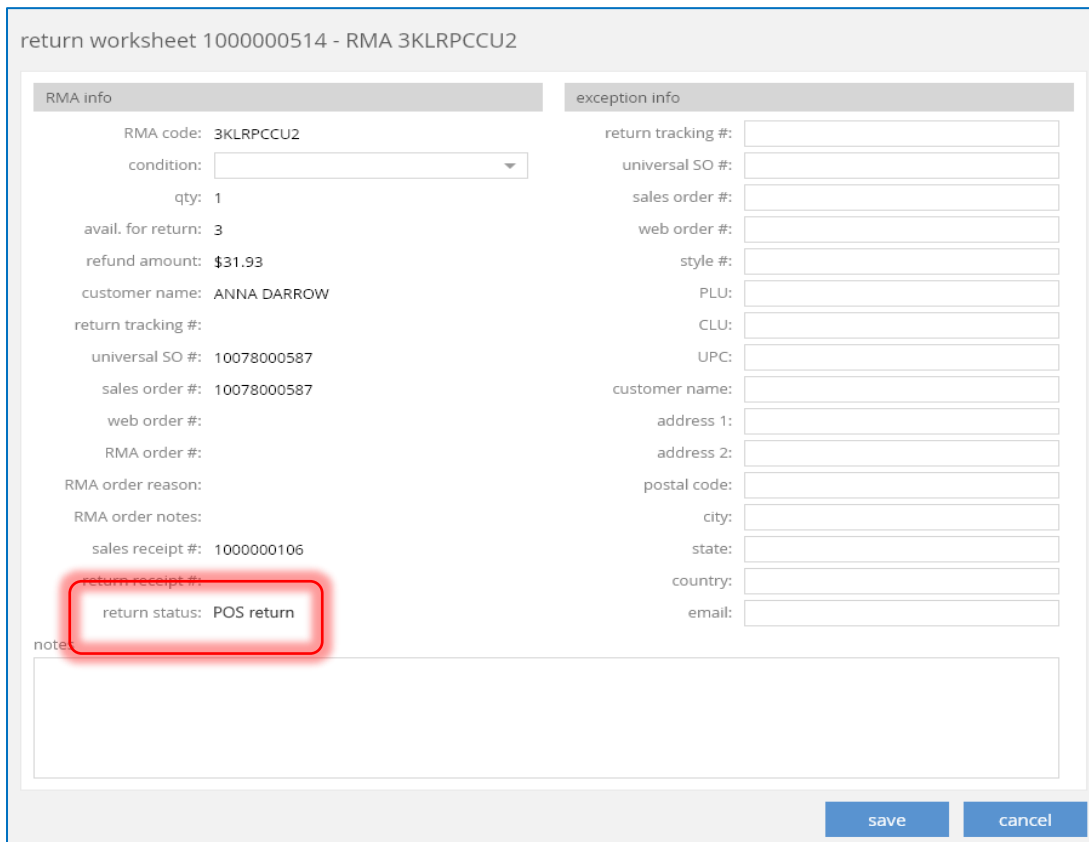 return worksheet 1000000514 - RMA 3KLRPCCU2
RMA info
RMA code: 3KLRPCCU2
condition:
qty: 1
avail. for return: 3
refund amount: $31.93
customer name: ANNA DARROW
return tracking #:
universal SO #: 10078000587
sales order #: 10078000587
web order #:
RMA order #:
RMA order reason:
RMA order notes:
sales receipt #: 1000000106
return receipt #:
return status: POS return
exception info
return tracking #:
universal SO #:
sales order #:
web order #:
style #:
PLU:
CLU:
UPC:
customer name:
address 1:
address 2:
postal code:
city:
state:
country:
email:
notes
save
cancel